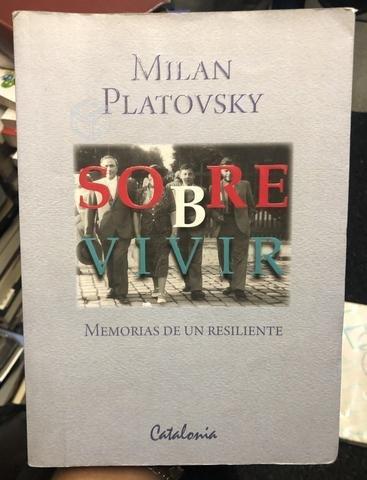 MILAN
PLATOVSKY
SOBRE
VIVIR
MEMORIAS DE UN RESILIENTE
Catalonia